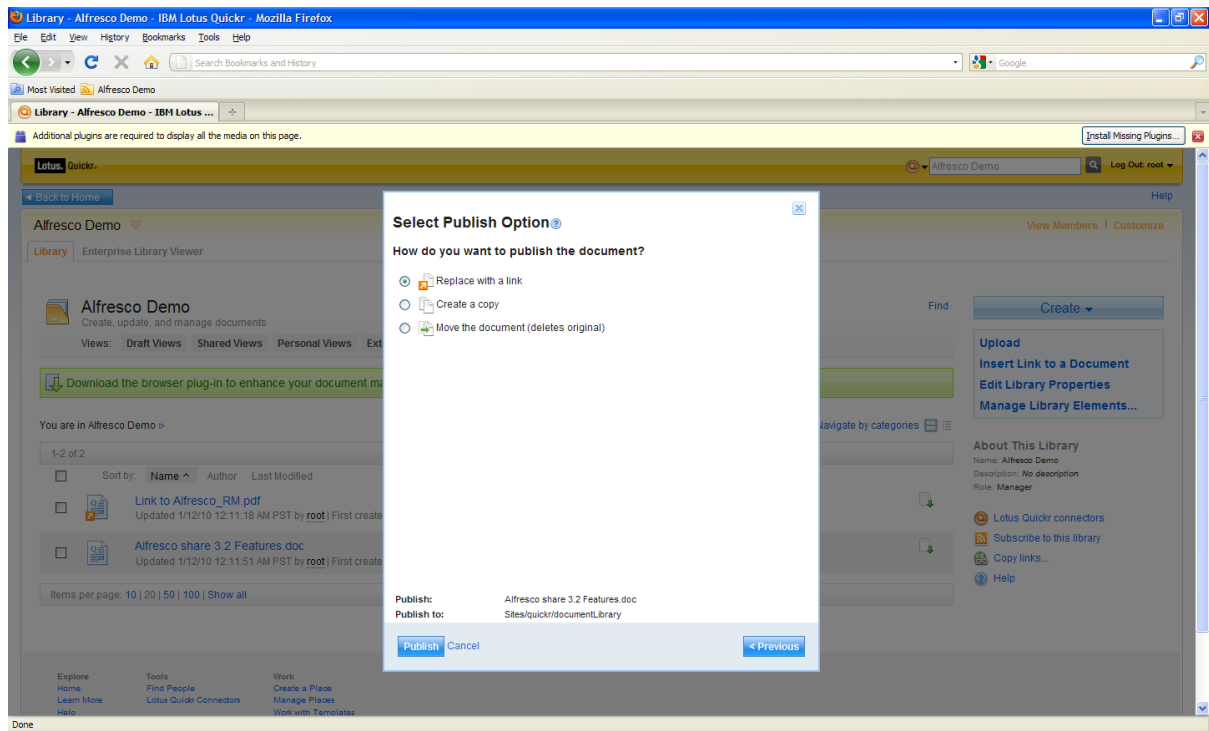 Library - Alfresco Demo - IBM Lotus Quickr - Mozilla Firefox
File Edit View History Bookmarks Tools Help
Search Bookmarks and History
Google
Most Visited Alfresco Demo
Library - Alfresco Demo - IBM Lotus ...
Additional plugins are required to display all the media on this page.
Install Missing Plugins...
Lotus. Quickr.
Alfresco Demo
Log Out: root
Back to Home
Help
Alfresco Demo
View Members | Customize
Library Enterprise Library Viewer
Select Publish Option
How do you want to publish the document?
Replace with a link
Create a copy
Move the document (deletes original)
Publish: Alfresco share 3.2 Features.doc
Publish to: Sites/quickr/documentLibrary
Publish Cancel
< Previous
Alfresco Demo
Create, update, and manage documents
Find
Views: Draft Views Shared Views Personal Views Ext
Download the browser plug-in to enhance your document ma
You are in Alfresco Demo
Navigate by categories
1-2 of 2
Sort by: Name Author Last Modified
Link to Alfresco_RM.pdf
Updated 1/12/10 12:11:18 AM PST by root | First create
Alfresco share 3.2 Features.doc
Updated 1/12/10 12:11:51 AM PST by root | First create
Items per page: 10 | 20 | 50 | 100 | Show all
Create
Upload
Insert Link to a Document
Edit Library Properties
Manage Library Elements...
About This Library
Name: Alfresco Demo
Description: No description
Role: Manager
Lotus Quickr connectors
Subscribe to this library
Copy links...
Help
Explore Tools Work
Home Find People Create a Place
Learn More Lotus Quickr Connectors Manage Places
Help Work with Templates
Done